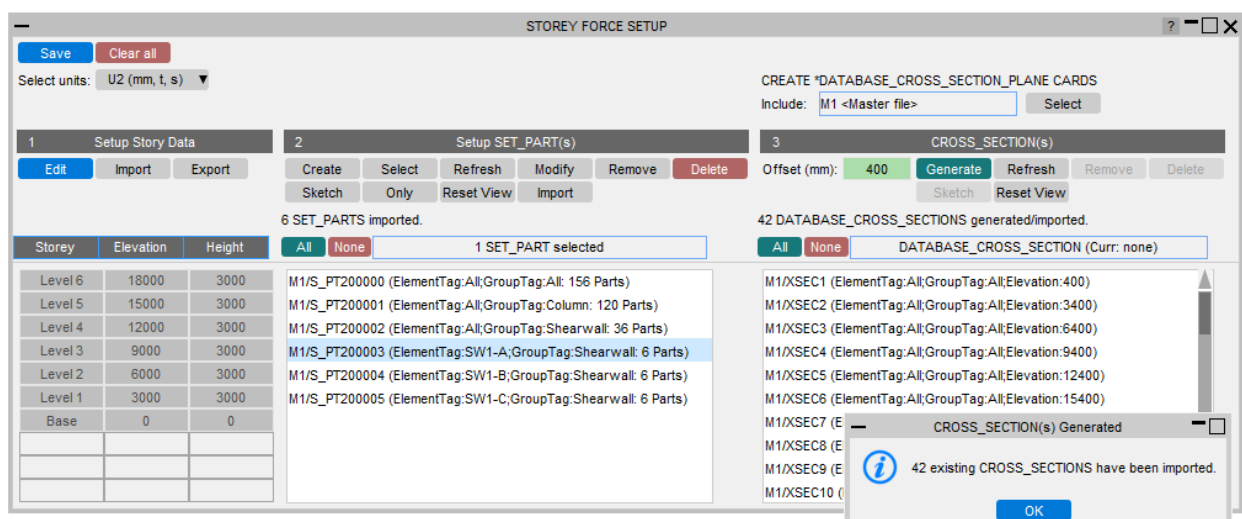 STOREY FORCE SETUP ?
Save Clear all
Select units: U2 (mm, t, s) ▼
CREATE *DATABASE_CROSS_SECTION_PLANE CARDS
Include: M1 <Master file> Select
1 Setup Story Data 2 Setup SET_PART(s) 3 CROSS_SECTION(s)
Edit Import Export Create Select Refresh Modify Remove Delete Offset (mm): 400 Generate Refresh Remove Delete
Sketch Only Reset View Import Sketch Reset View
6 SET_PARTS imported. 42 DATABASE_CROSS_SECTIONS generated/imported.
Storey Elevation Height All None 1 SET_PART selected All None DATABASE_CROSS_SECTION (Curr: none)
Level 6 18000 3000 M1/S_PT200000 (ElementTag:All;GroupTag:All: 156 Parts) M1/XSEC1 (ElementTag:All;GroupTag:All;Elevation:400)
Level 5 15000 3000 M1/S_PT200001 (ElementTag:All;GroupTag:Column: 120 Parts) M1/XSEC2 (ElementTag:All;GroupTag:All;Elevation:3400)
Level 4 12000 3000 M1/S_PT200002 (ElementTag:All;GroupTag:Shearwall: 36 Parts) M1/XSEC3 (ElementTag:All;GroupTag:All;Elevation:6400)
Level 3 9000 3000 M1/S_PT200003 (ElementTag:SW1-A;GroupTag:Shearwall: 6 Parts) M1/XSEC4 (ElementTag:All;GroupTag:All;Elevation:9400)
Level 2 6000 3000 M1/S_PT200004 (ElementTag:SW1-B;GroupTag:Shearwall: 6 Parts) M1/XSEC5 (ElementTag:All;GroupTag:All;Elevation:12400)
Level 1 3000 3000 M1/S_PT200005 (ElementTag:SW1-C;GroupTag:Shearwall: 6 Parts) M1/XSEC6 (ElementTag:All;GroupTag:All;Elevation:15400)
Base 0 0 M1/XSEC7 (E
M1/XSEC8 (E
M1/XSEC9 (E
M1/XSEC10 (
CROSS_SECTION(s) Generated
42 existing CROSS_SECTIONS have been imported.
OK